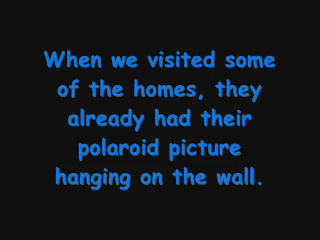 When we visited some
of the homes, they
already had their
polaroid picture
hanging on the wall.